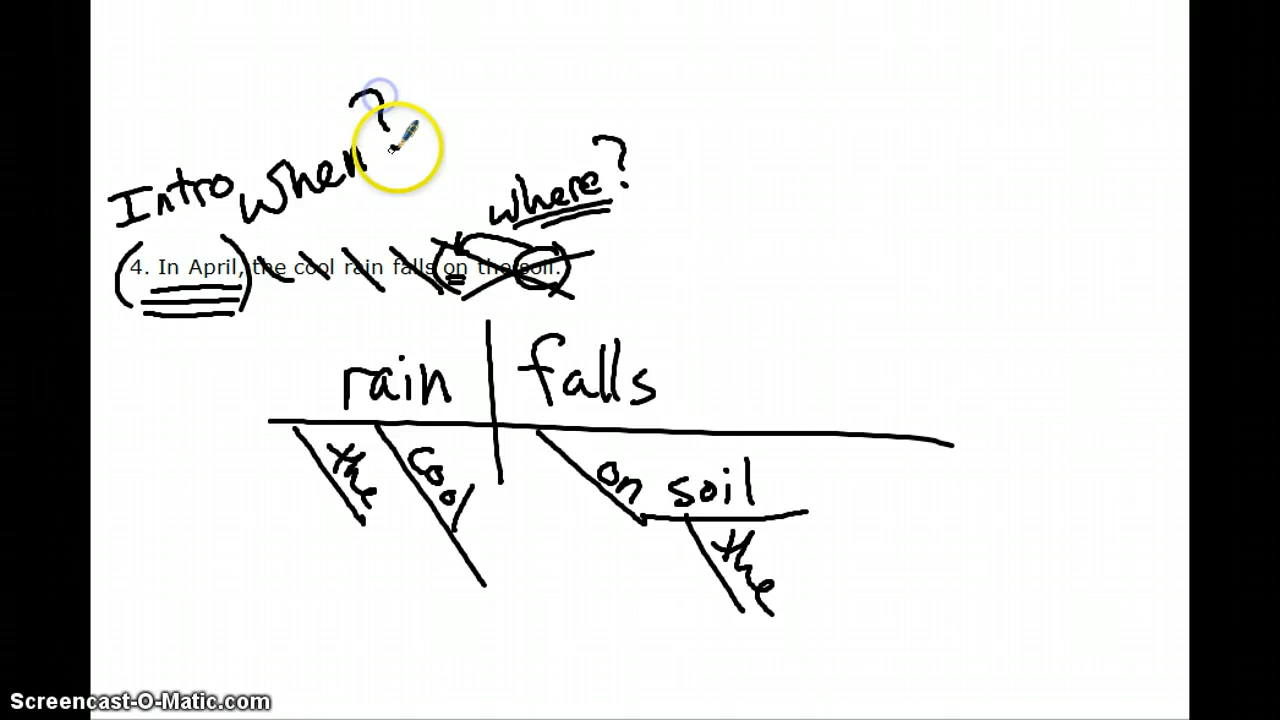 Intro when?
where?
4. In April, the cool rain falls on the soil.
rain falls
the cool on soil
the
Screencast-O-Matic.com